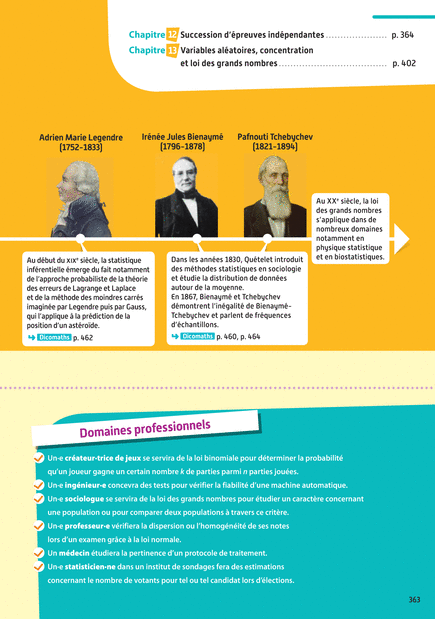 Chapitre 12 Succession d'épreuves indépendantes ..................... p. 364
Chapitre 13 Variables aléatoires, concentration
et loi des grands nombres ..................................... p. 402
Adrien Marie Legendre
(1752-1833)
Irénée Jules Bienaymé
(1796-1878)
Pafnouti Tchebychev
(1821-1894)
Au XXᵉ siècle, la loi
des grands nombres
s'applique dans de
nombreux domaines
notamment en
physique statistique
et en biostatistiques.
Au début du XIXᵉ siècle, la statistique
inférentielle émerge du fait notamment
de l'approche probabiliste de la théorie
des erreurs de Lagrange et Laplace
et de la méthode des moindres carrés
imaginée par Legendre puis par Gauss,
qui l'applique à la prédiction de la
position d'un astéroïde.
Dicomaths p. 462
Dans les années 1830, Quételet introduit
des méthodes statistiques en sociologie
et étudie la distribution de données
autour de la moyenne.
En 1867, Bienaymé et Tchebychev
démontrent l'inégalité de Bienaymé-
Tchebychev et parlent de fréquences
d'échantillons.
Dicomaths p. 460, p. 464
Domaines professionnels
Un·e créateur·trice de jeux se servira de la loi binomiale pour déterminer la probabilité
qu'un joueur gagne un certain nombre k de parties parmi n parties jouées.
Un·e ingénieur·e concevra des tests pour vérifier la fiabilité d'une machine automatique.
Un·e sociologue se servira de la loi des grands nombres pour étudier un caractère concernant
une population ou pour comparer deux populations à travers ce critère.
Un·e professeur·e vérifiera la dispersion ou l'homogénéité de ses notes
lors d'un examen grâce à la loi normale.
Un médecin étudiera la pertinence d'un protocole de traitement.
Un·e statisticien·ne dans un institut de sondages fera des estimations
concernant le nombre de votants pour tel ou tel candidat lors d'élections.
363